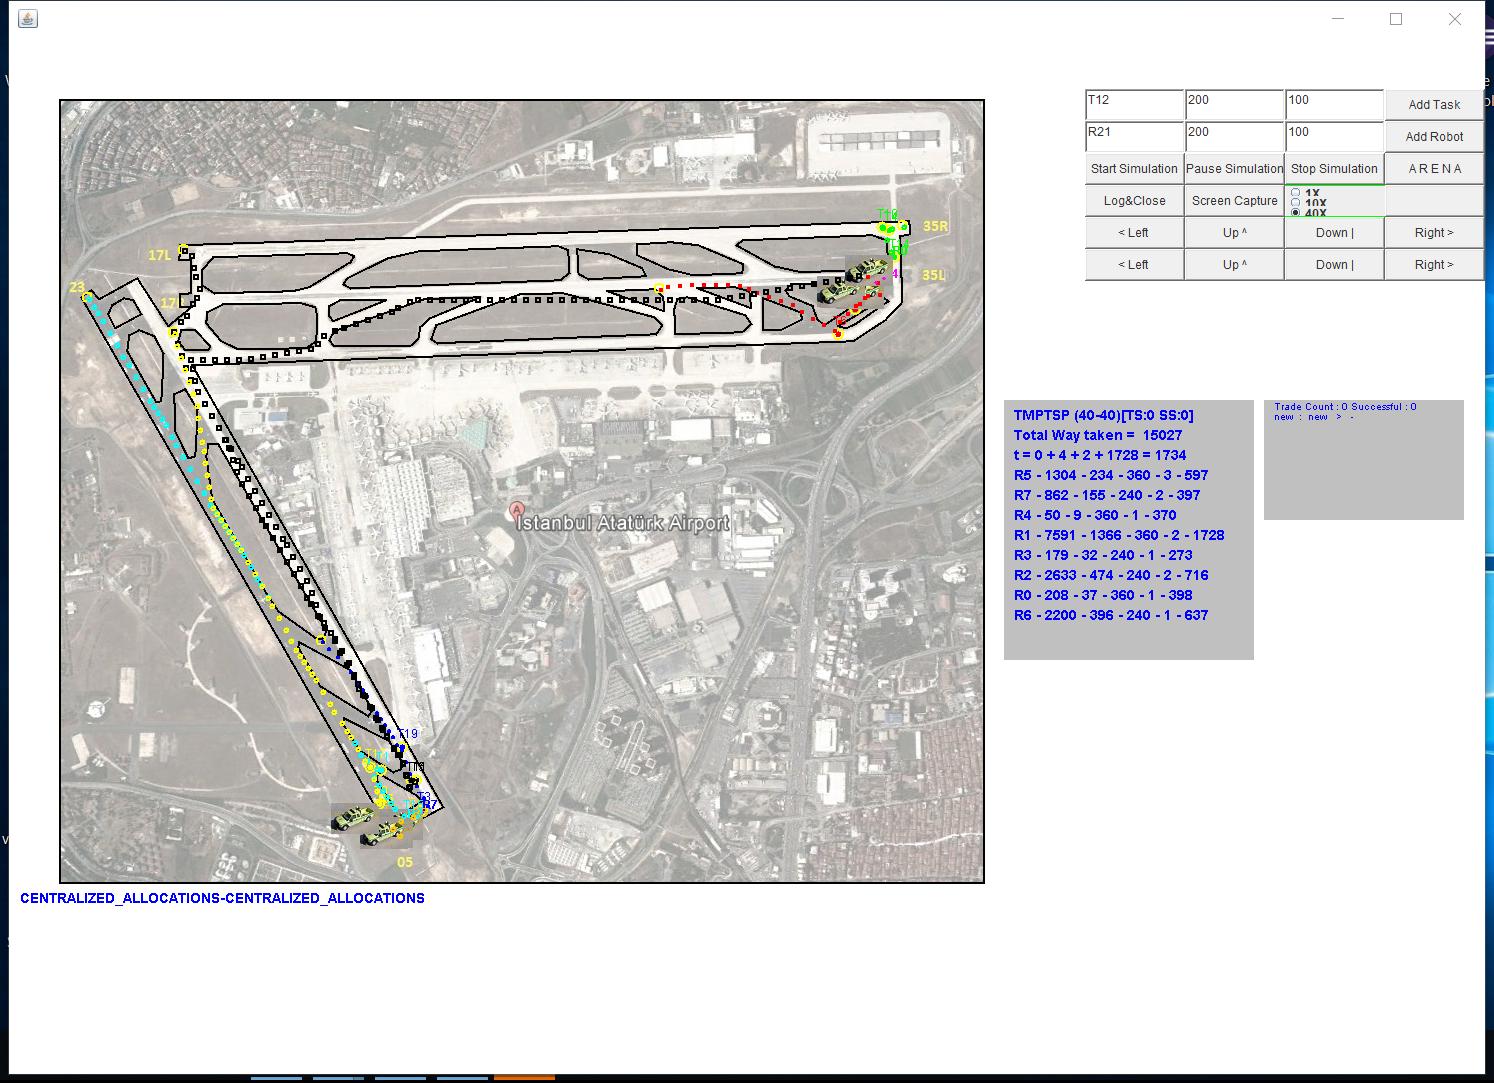 T12 200 100 Add Task
R21 200 100 Add Robot
Start Simulation Pause Simulation Stop Simulation A R E N A
Log&Close Screen Capture 1X
10X
40X
< Left Up ^ Down | Right >
< Left Up ^ Down | Right >
35R
17L
35L
23
TMPTSP (40-40)[TS:0 SS:0]
Total Way taken = 15027
t = 0 + 4 + 2 + 1728 = 1734
R5 - 1304 - 234 - 360 - 3 - 597
R7 - 862 - 155 - 240 - 2 - 397
R4 - 50 - 9 - 360 - 1 - 370
R1 - 7591 - 1366 - 360 - 2 - 1728
R3 - 179 - 32 - 240 - 1 - 273
R2 - 2633 - 474 - 240 - 2 - 716
R0 - 208 - 37 - 360 - 1 - 398
R6 - 2200 - 396 - 240 - 1 - 637
Trade Count : 0 Successful : 0
new : new > -
A
İstanbul Atatürk Airport
T19
T3
R7
05
CENTRALIZED_ALLOCATIONS-CENTRALIZED_ALLOCATIONS